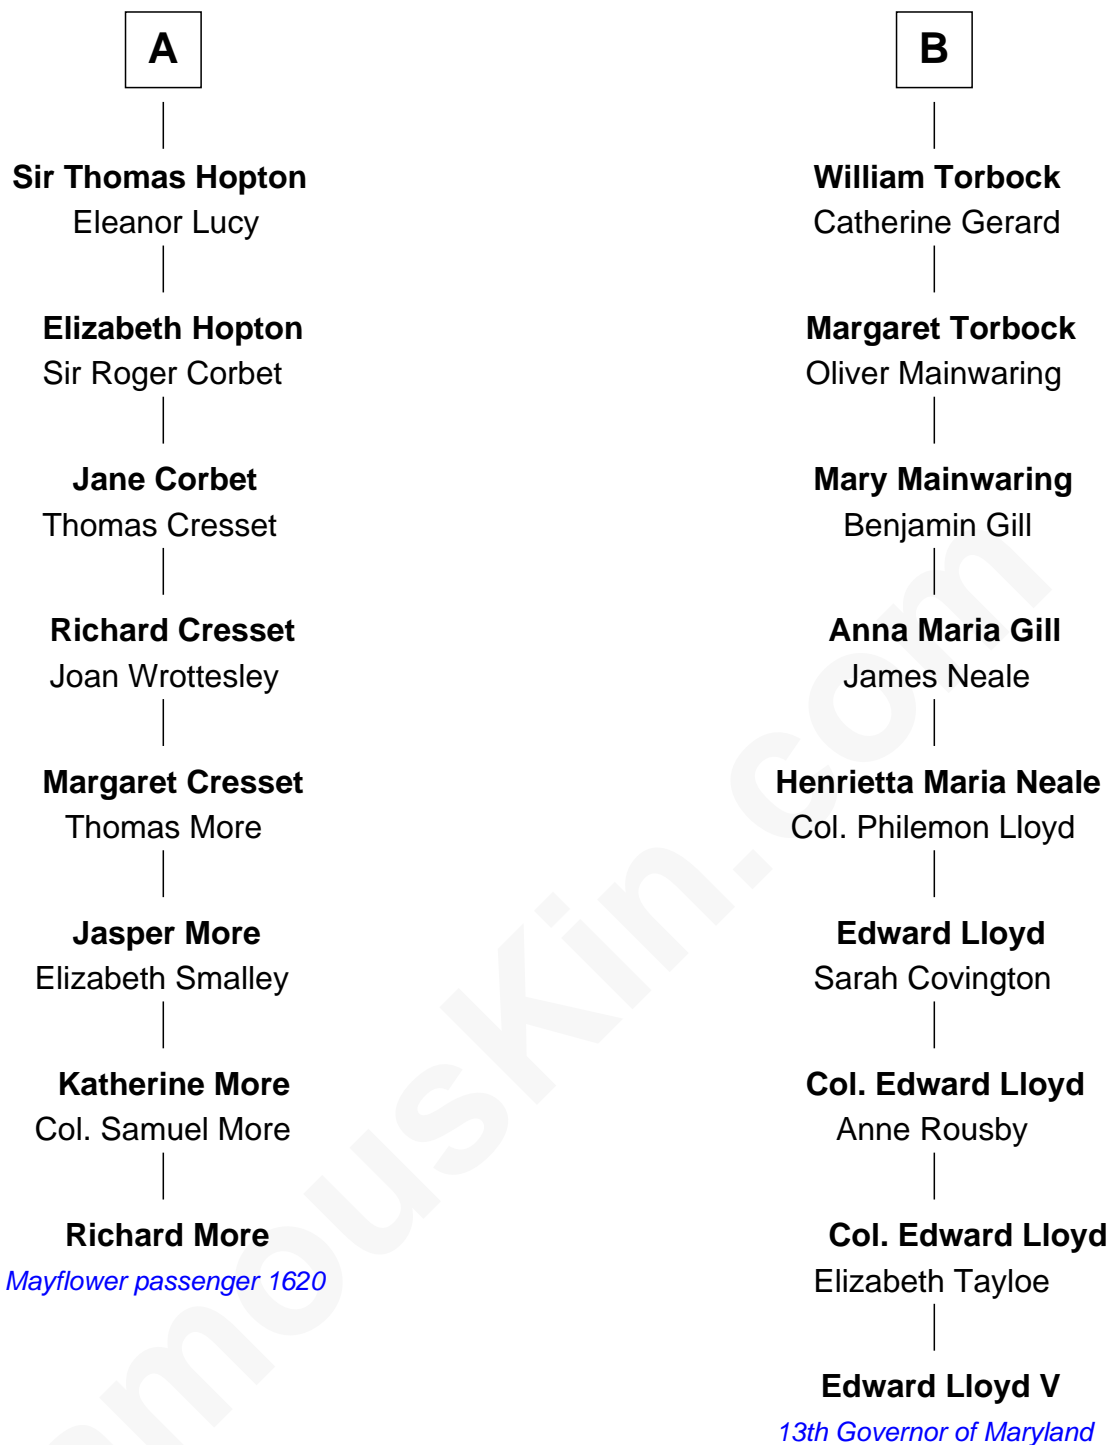 A
Sir Thomas Hopton
Eleanor Lucy
Elizabeth Hopton
Sir Roger Corbet
Jane Corbet
Thomas Cresset
Richard Cresset
Joan Wrottesley
Margaret Cresset
Thomas More
Jasper More
Elizabeth Smalley
Katherine More
Col. Samuel More
Richard More
Mayflower passenger 1620
B
William Torbock
Catherine Gerard
Margaret Torbock
Oliver Mainwaring
Mary Mainwaring
Benjamin Gill
Anna Maria Gill
James Neale
Henrietta Maria Neale
Col. Philemon Lloyd
Edward Lloyd
Sarah Covington
Col. Edward Lloyd
Anne Rousby
Col. Edward Lloyd
Elizabeth Tayloe
Edward Lloyd V
13th Governor of Maryland
amousKin.com